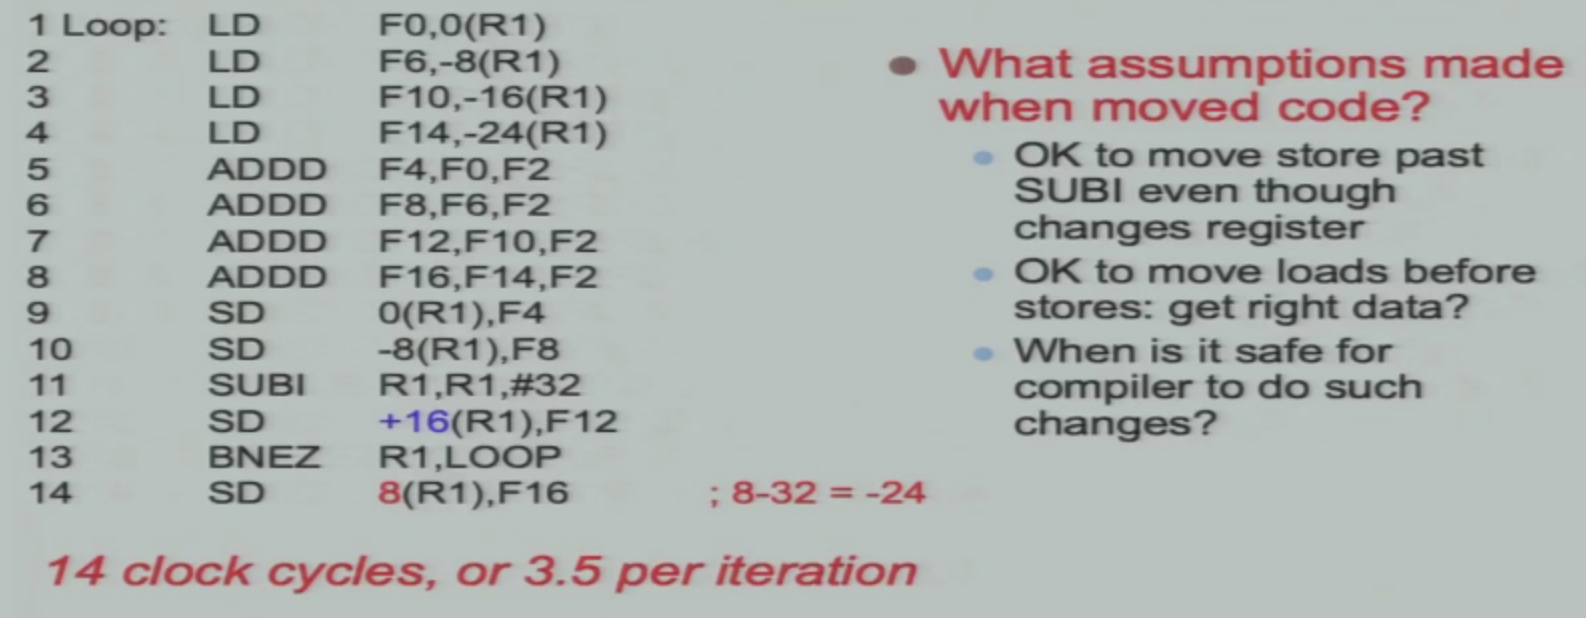 1 Loop: LD F0,0(R1)
2 LD F6,-8(R1)
3 LD F10,-16(R1)
4 LD F14,-24(R1)
5 ADDD F4,F0,F2
6 ADDD F8,F6,F2
7 ADDD F12,F10,F2
8 ADDD F16,F14,F2
9 SD 0(R1),F4
10 SD -8(R1),F8
11 SUBI R1,R1,#32
12 SD +16(R1),F12
13 BNEZ R1,LOOP
14 SD 8(R1),F16 ; 8-32 = -24
14 clock cycles, or 3.5 per iteration
• What assumptions made
when moved code?
• OK to move store past
SUBI even though
changes register
• OK to move loads before
stores: get right data?
• When is it safe for
compiler to do such
changes?